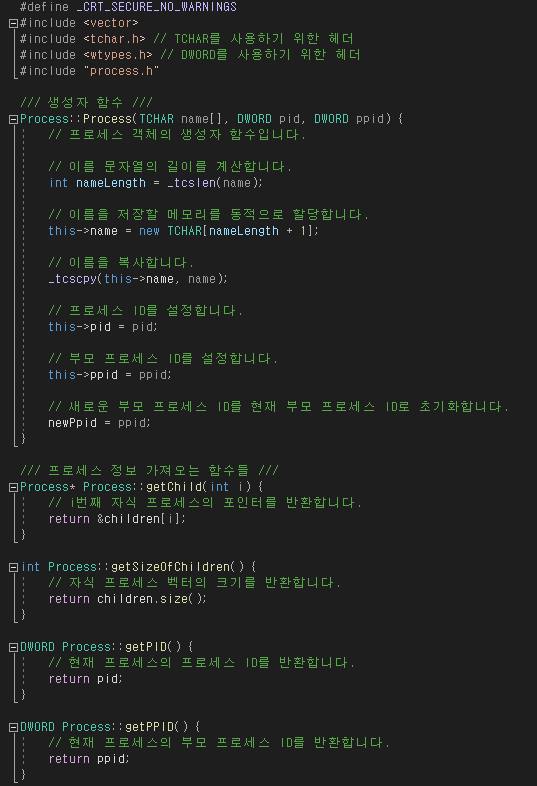 #define _CRT_SECURE_NO_WARNINGS
#include <vector>
#include <tchar.h> // TCHAR를 사용하기 위한 헤더
#include <wtypes.h> // DWORD를 사용하기 위한 헤더
#include "process.h"

/// 생성자 함수 ///
Process::Process(TCHAR name[], DWORD pid, DWORD ppid) {
    // 프로세스 객체의 생성자 함수입니다.

    // 이름 문자열의 길이를 계산합니다.
    int nameLength = _tcslen(name);

    // 이름을 저장할 메모리를 동적으로 할당합니다.
    this->name = new TCHAR[nameLength + 1];

    // 이름을 복사합니다.
    _tcscpy(this->name, name);

    // 프로세스 ID를 설정합니다.
    this->pid = pid;

    // 부모 프로세스 ID를 설정합니다.
    this->ppid = ppid;

    // 새로운 부모 프로세스 ID를 현재 부모 프로세스 ID로 초기화합니다.
    newPpid = ppid;
}

/// 프로세스 정보 가져오는 함수들 ///
Process* Process::getChild(int i) {
    // i번째 자식 프로세스의 포인터를 반환합니다.
    return &children[i];
}

int Process::getSizeOfChildren() {
    // 자식 프로세스 벡터의 크기를 반환합니다.
    return children.size();
}

DWORD Process::getPID() {
    // 현재 프로세스의 프로세스 ID를 반환합니다.
    return pid;
}

DWORD Process::getPPID() {
    // 현재 프로세스의 부모 프로세스 ID를 반환합니다.
    return ppid;
}